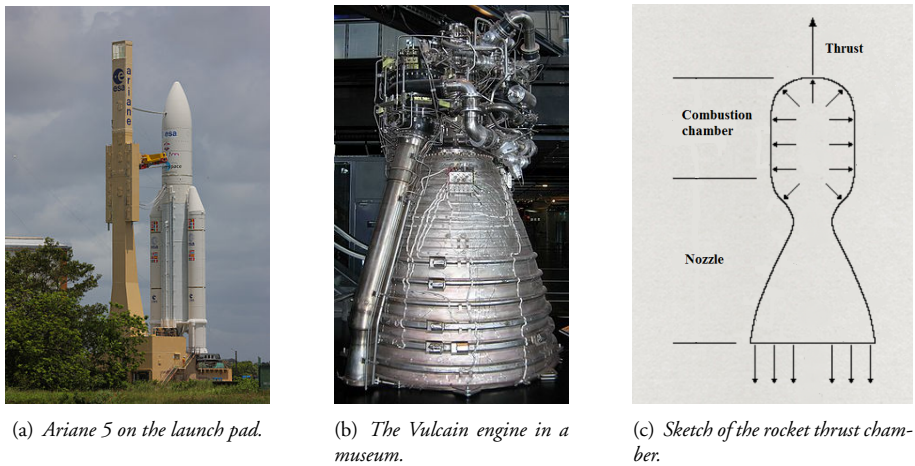 esa
ariane
esa
space
Thrust
Combustion
chamber
Nozzle
(a) Ariane 5 on the launch pad.
(b) The Vulcain engine in a
museum.
(c) Sketch of the rocket thrust cham-
ber.